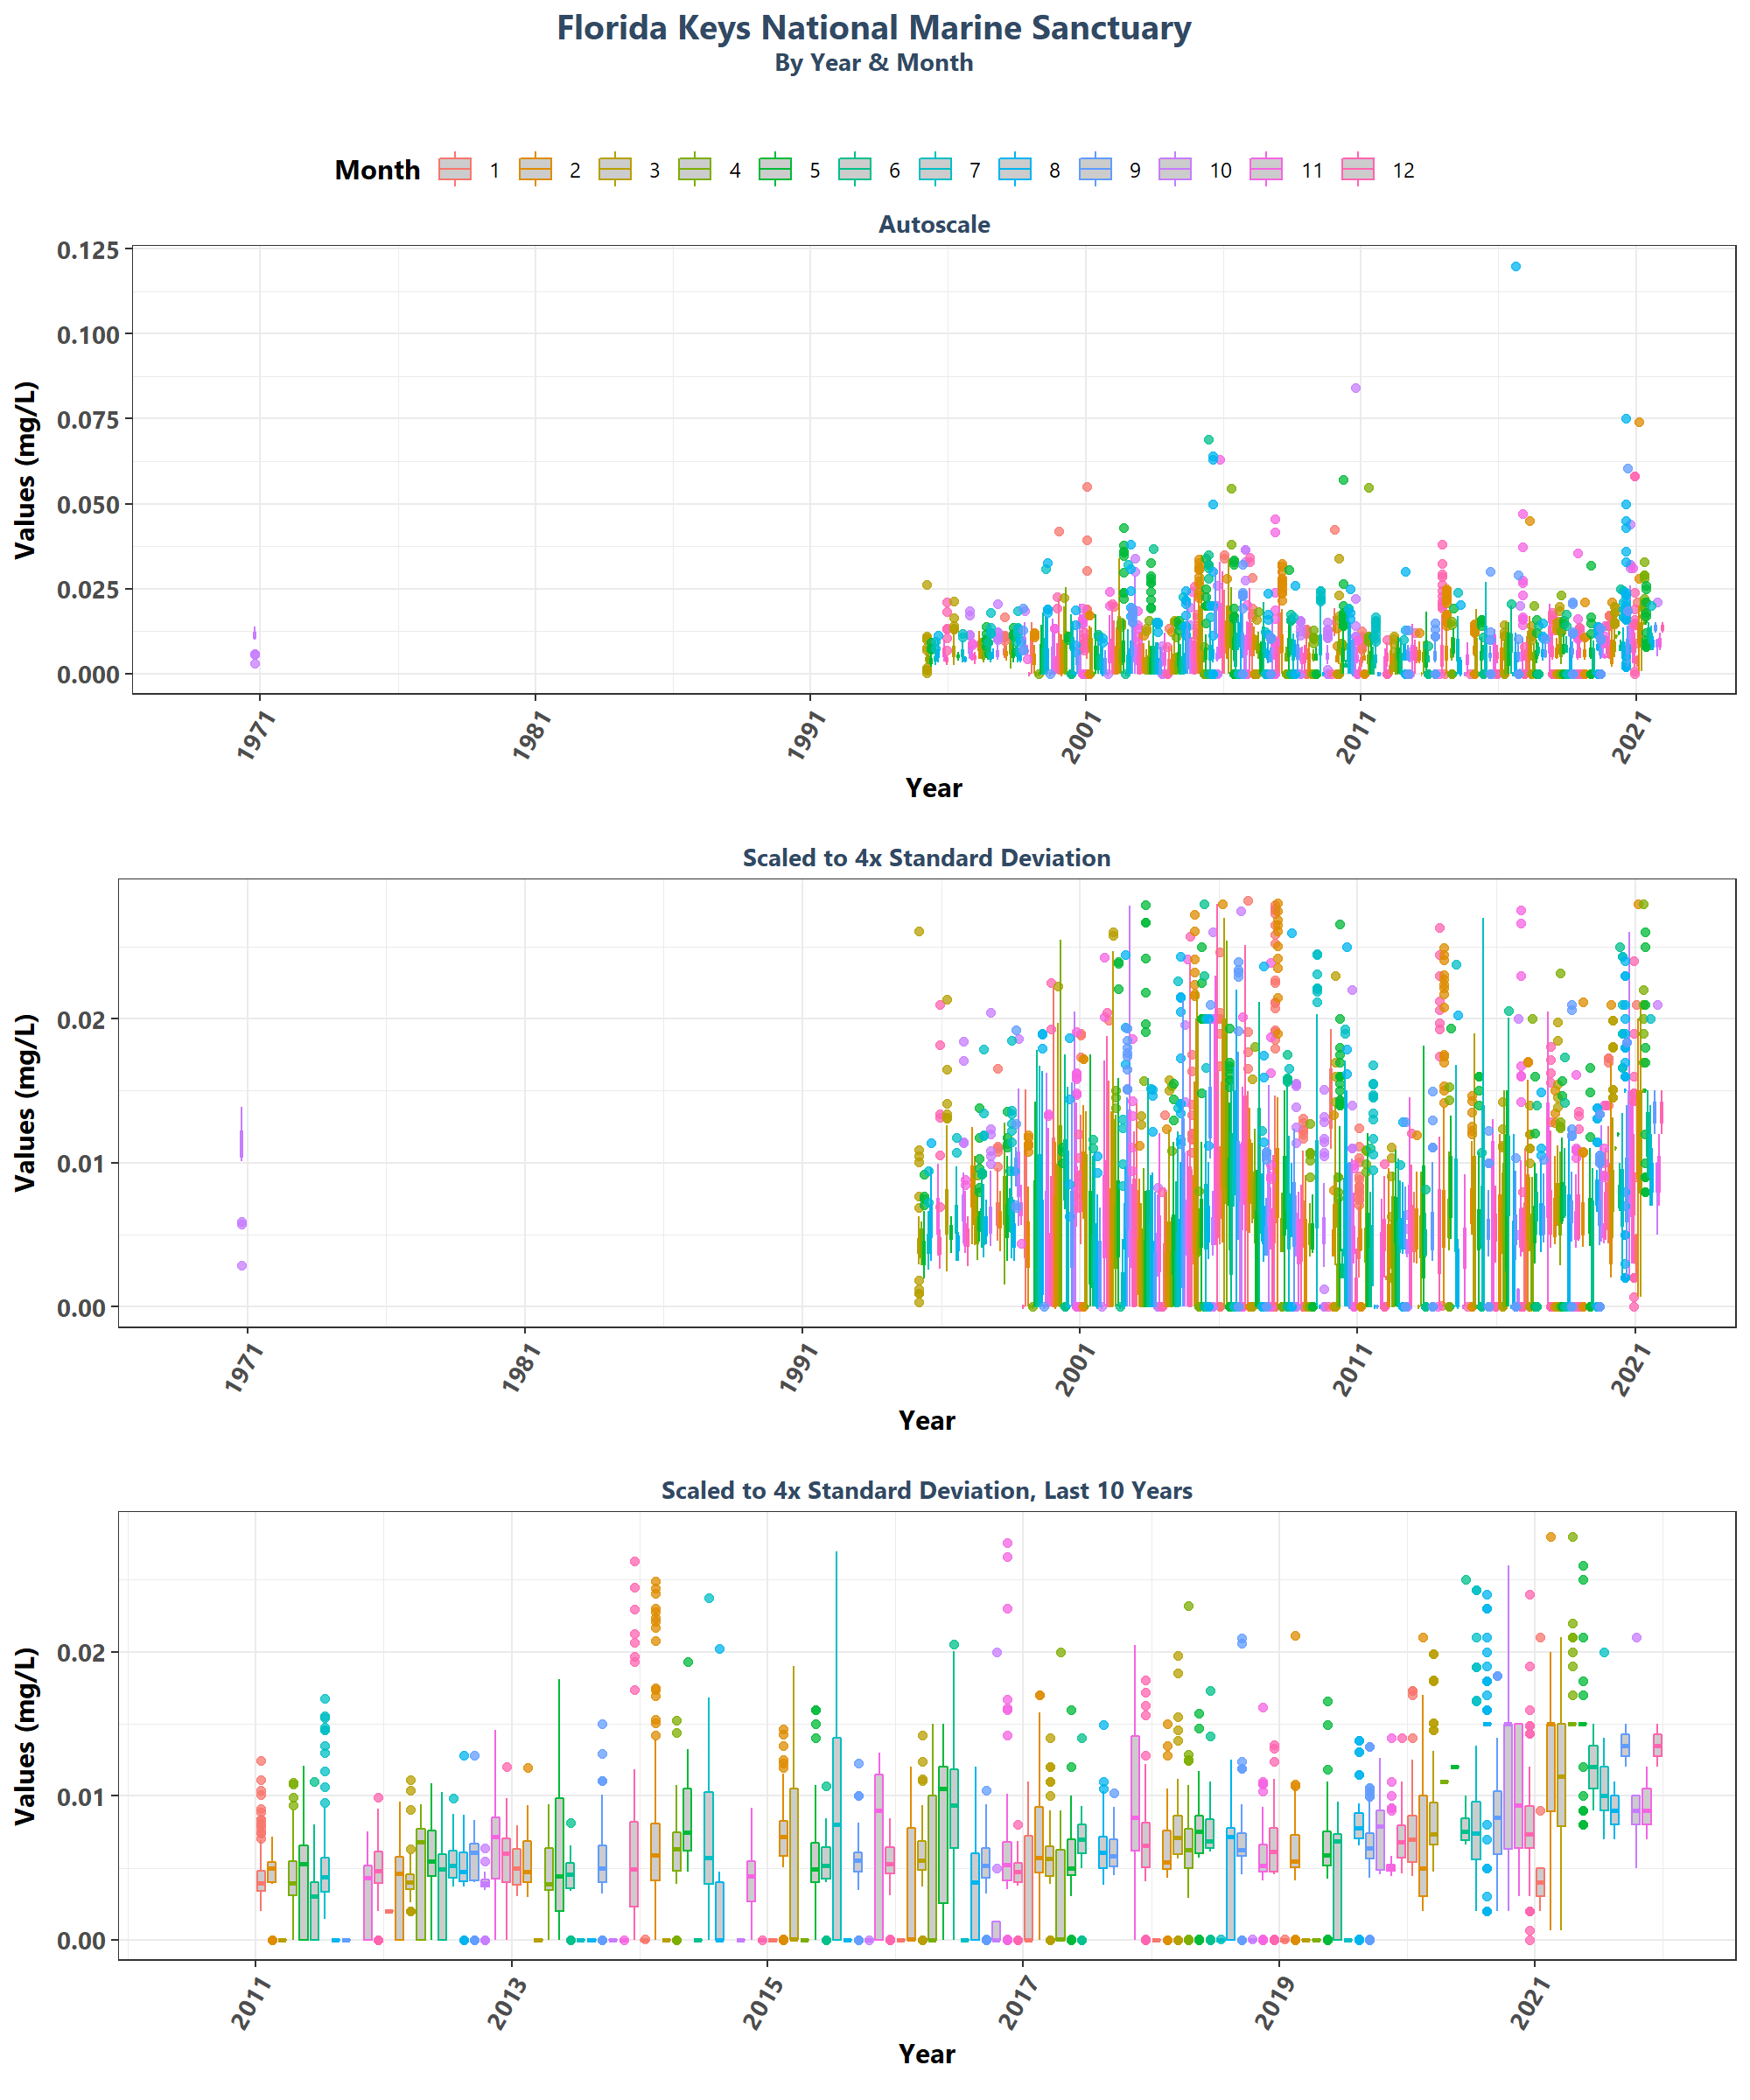 Florida Keys National Marine Sanctuary
By Year & Month
Month 1 2 3 4 5 6 7 8 9 10 11 12
Autoscale
Values (mg/L)
0.125
0.100
0.075
0.050
0.025
0.000
1971 1981 1991 2001 2011 2021
Year
Scaled to 4x Standard Deviation
Values (mg/L)
0.02
0.01
0.00
1971 1981 1991 2001 2011 2021
Year
Scaled to 4x Standard Deviation, Last 10 Years
Values (mg/L)
0.02
0.01
0.00
2011 2013 2015 2017 2019 2021
Year